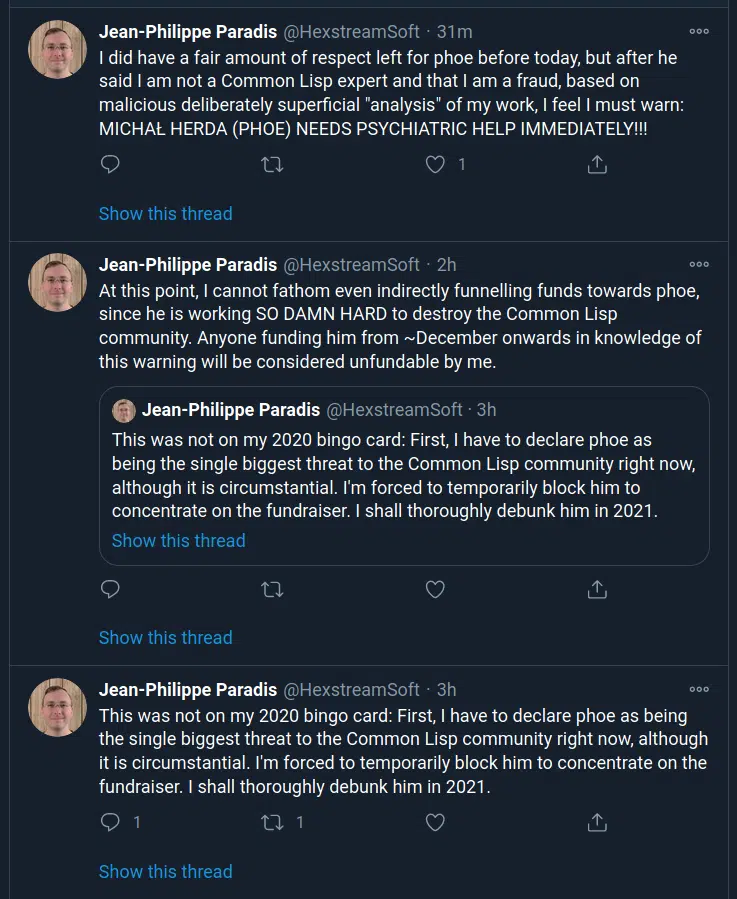 Jean-Philippe Paradis @HexstreamSoft · 31m
I did have a fair amount of respect left for phoe before today, but after he
said I am not a Common Lisp expert and that I am a fraud, based on
malicious deliberately superficial "analysis" of my work, I feel I must warn:
MICHAŁ HERDA (PHOE) NEEDS PSYCHIATRIC HELP IMMEDIATELY!!!
1
Show this thread
Jean-Philippe Paradis @HexstreamSoft · 2h
At this point, I cannot fathom even indirectly funnelling funds towards phoe,
since he is working SO DAMN HARD to destroy the Common Lisp
community. Anyone funding him from ~December onwards in knowledge of
this warning will be considered unfundable by me.
Jean-Philippe Paradis @HexstreamSoft · 3h
This was not on my 2020 bingo card: First, I have to declare phoe as
being the single biggest threat to the Common Lisp community right now,
although it is circumstantial. I'm forced to temporarily block him to
concentrate on the fundraiser. I shall thoroughly debunk him in 2021.
Show this thread
Show this thread
Jean-Philippe Paradis @HexstreamSoft · 3h
This was not on my 2020 bingo card: First, I have to declare phoe as being
the single biggest threat to the Common Lisp community right now, although
it is circumstantial. I'm forced to temporarily block him to concentrate on the
fundraiser. I shall thoroughly debunk him in 2021.
1 1
Show this thread